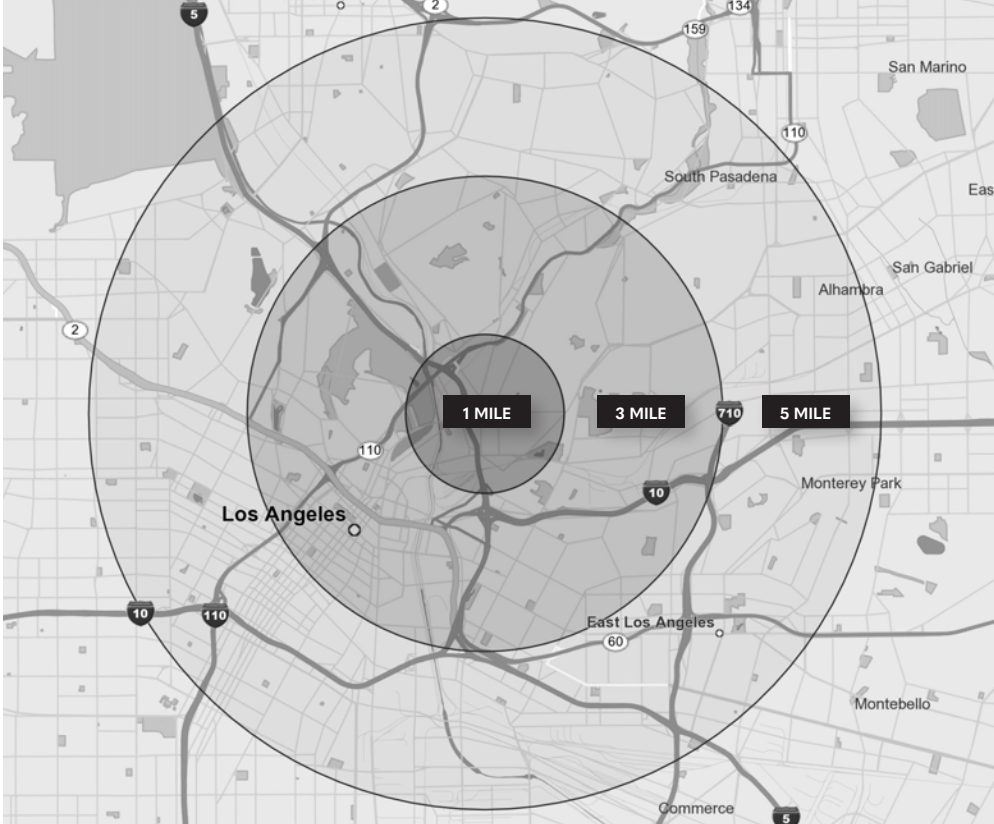 5
2
134
159
San Marino
110
South Pasadena
Eas
San Gabriel
Alhambra
2
1 MILE
3 MILE
710
5 MILE
110
Monterey Park
10
Los Angeles
10
110
East Los Angeles
60
Montebello
Commerce
5